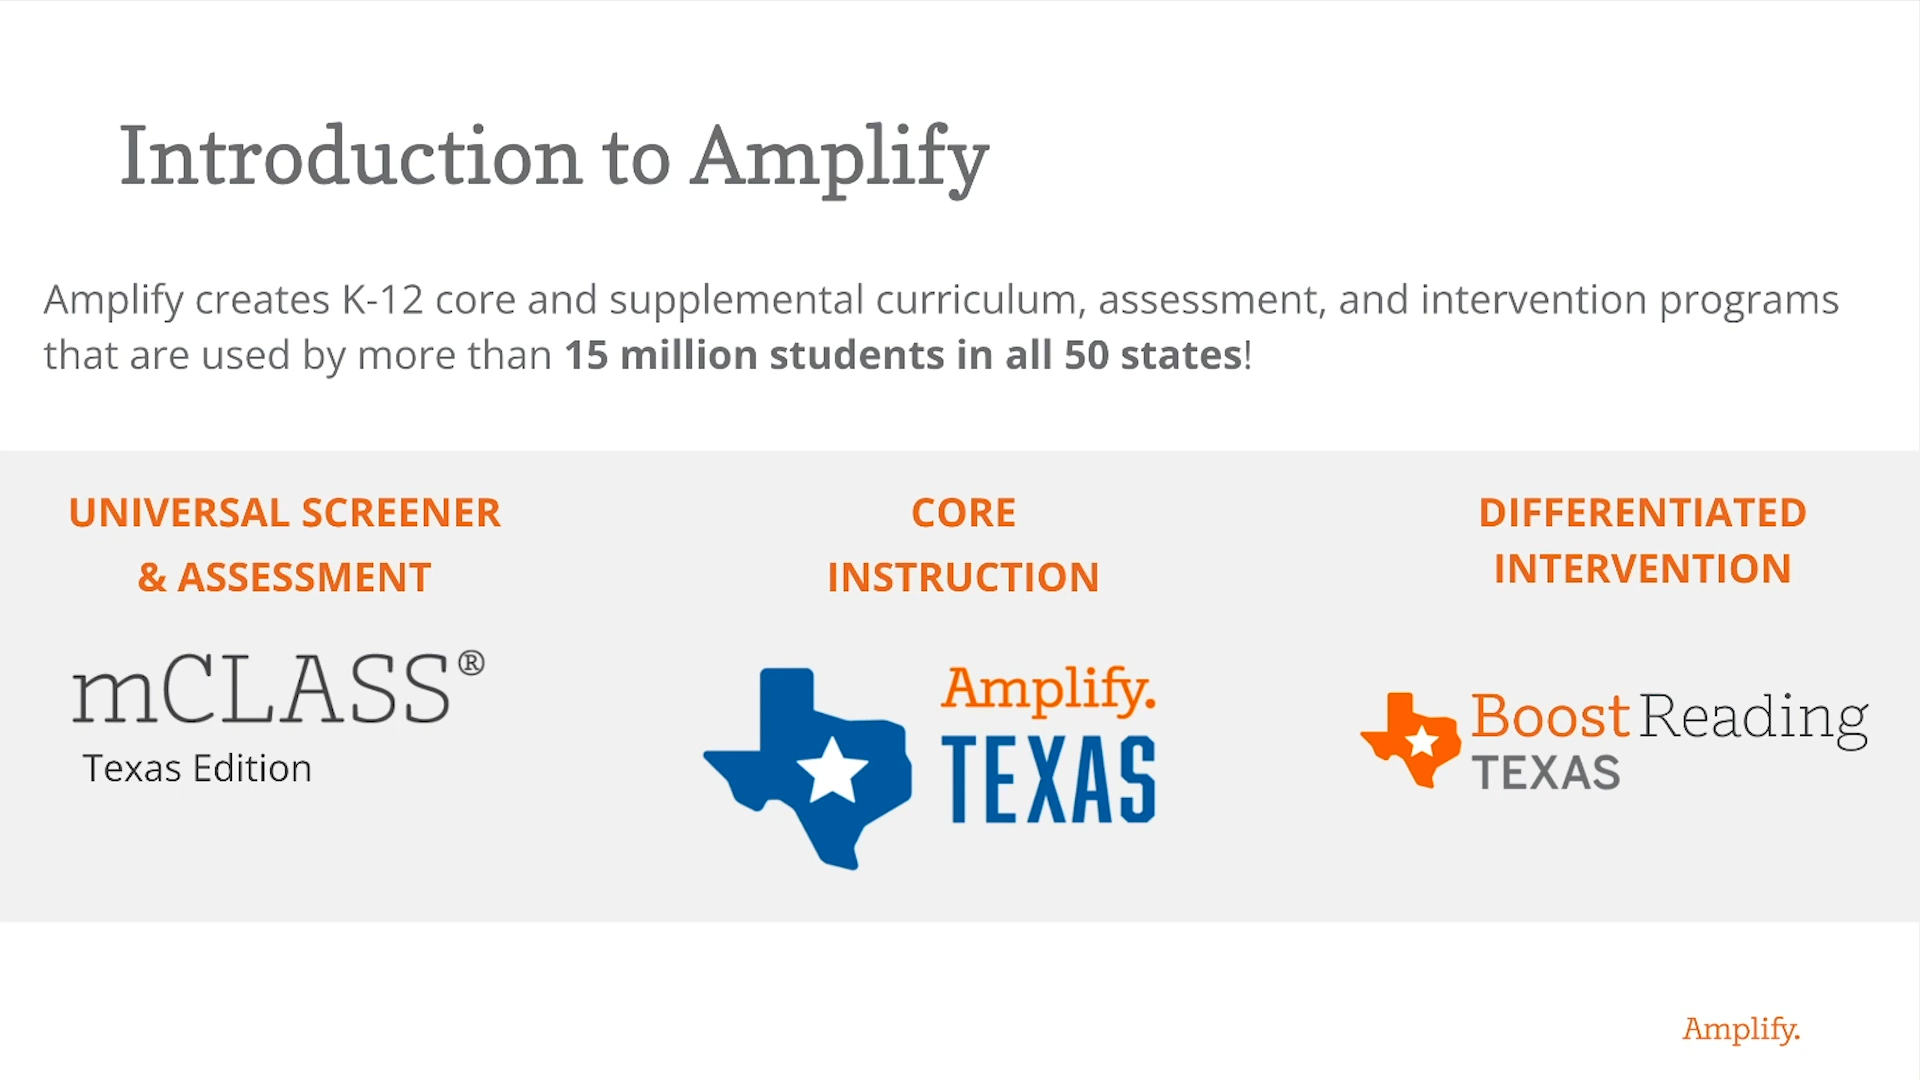 Introduction to Amplify
Amplify creates K-12 core and supplemental curriculum, assessment, and intervention programs
that are used by more than 15 million students in all 50 states!
UNIVERSAL SCREENER
& ASSESSMENT
mCLASS®
Texas Edition
CORE
INSTRUCTION
Amplify.
TEXAS
DIFFERENTIATED
INTERVENTION
Boost Reading
TEXAS
Amplify.